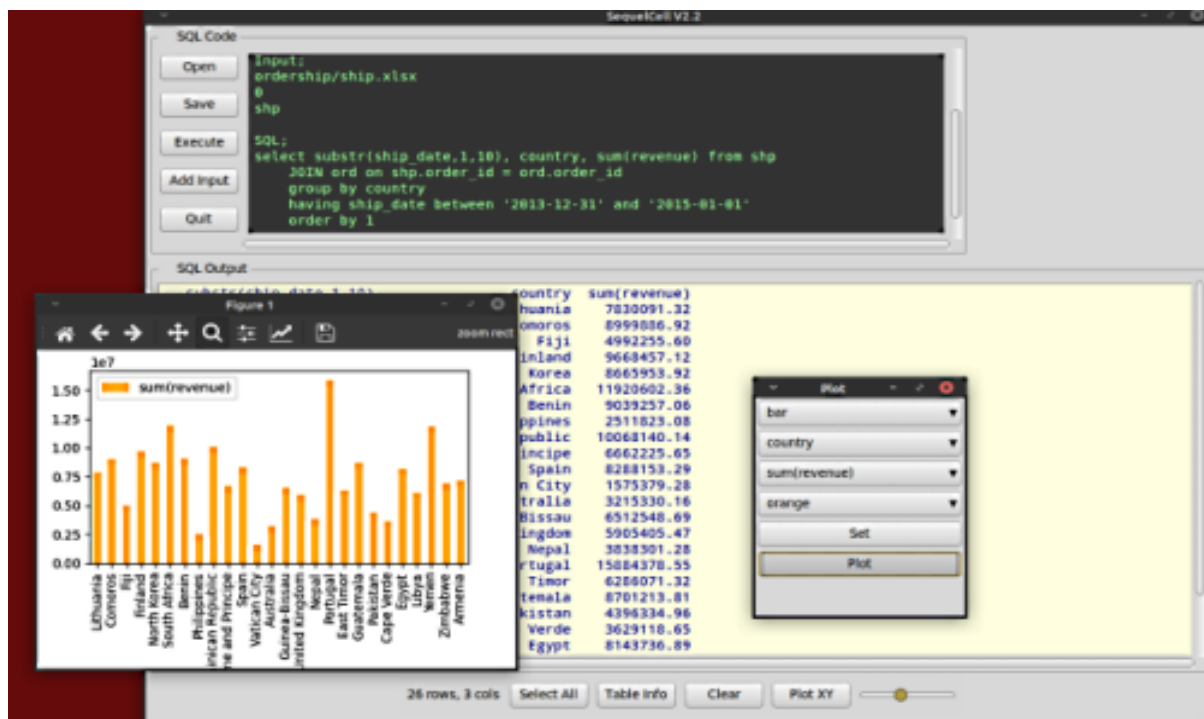 SequelCell V2.2
SQL Code
Open
Save
Execute
Add Input
Quit
Input;
ordership/ship.xlsx
0
shp
SQL;
select substr(ship_date,1,10), country, sum(revenue) from shp
JOIN ord on shp.order_id = ord.order_id
group by country
having ship_date between '2013-12-31' and '2015-01-01'
order by 1
SQL Output
substr(ship_date,1,10) country sum(revenue)
huania 7830091.32
omoros 8999886.92
Fiji 4992255.60
inland 9668457.12
Korea 8665953.92
Africa 11920602.36
Benin 9039257.06
ppines 2511823.08
public 10068140.14
incipe 6662225.65
Spain 8288153.29
n City 1575379.28
tralia 3215330.16
Bissau 6512548.69
ingdom 5905405.47
Nepal 3838301.28
rtugal 15884378.55
Timor 6286071.32
temala 8701213.81
kistan 4396334.96
Verde 3629118.65
Egypt 8143736.89
Figure 1
zoom rect
1e7
sum(revenue)
1.50
1.25
1.00
0.75
0.50
0.25
0.00
Lithuania
Comoros
Fiji
Finland
North Korea
South Africa
Benin
Philippines
inican Republic
ne and Principe
Spain
Vatican City
Australia
Guinea-Bissau
nited Kingdom
Nepal
Portugal
East Timor
Guatemala
Pakistan
Cape Verde
Egypt
Libya
Yemen
Zimbabwe
Armenia
Plot
bar
country
sum(revenue)
orange
Set
Plot
26 rows, 3 cols
Select All
Table Info
Clear
Plot XY